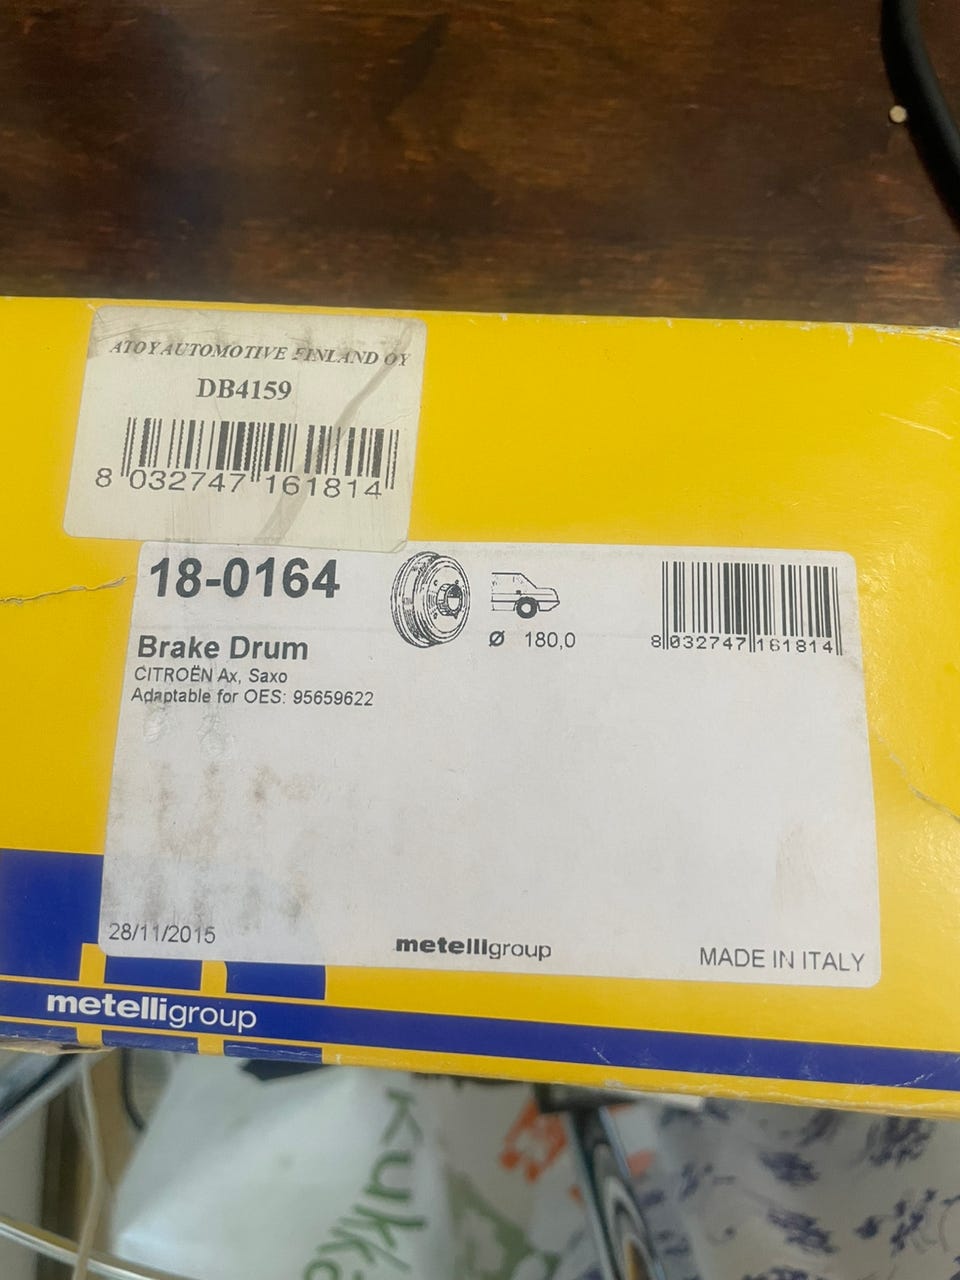 ATOY AUTOMOTIVE FINLAND OY
DB4159
8 032747 161814
18-0164
Ø 180,0
8 032747 161814
Brake Drum
CITROËN Ax, Saxo
Adaptable for OES: 95659622
28/11/2015
metelligroup
MADE IN ITALY
metelligroup
kukka